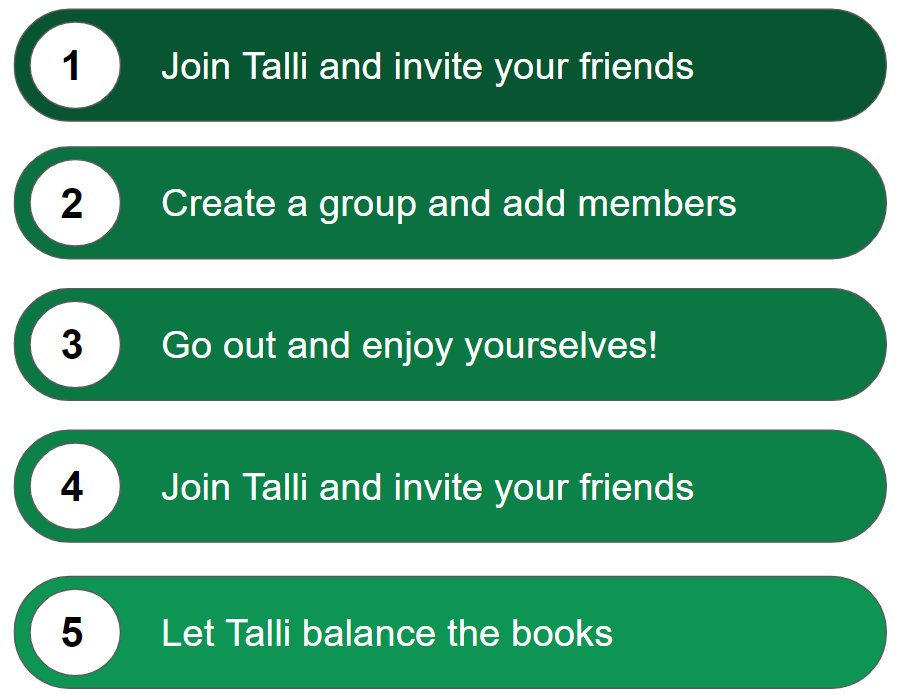 1 Join Talli and invite your friends
2 Create a group and add members
3 Go out and enjoy yourselves!
4 Join Talli and invite your friends
5 Let Talli balance the books